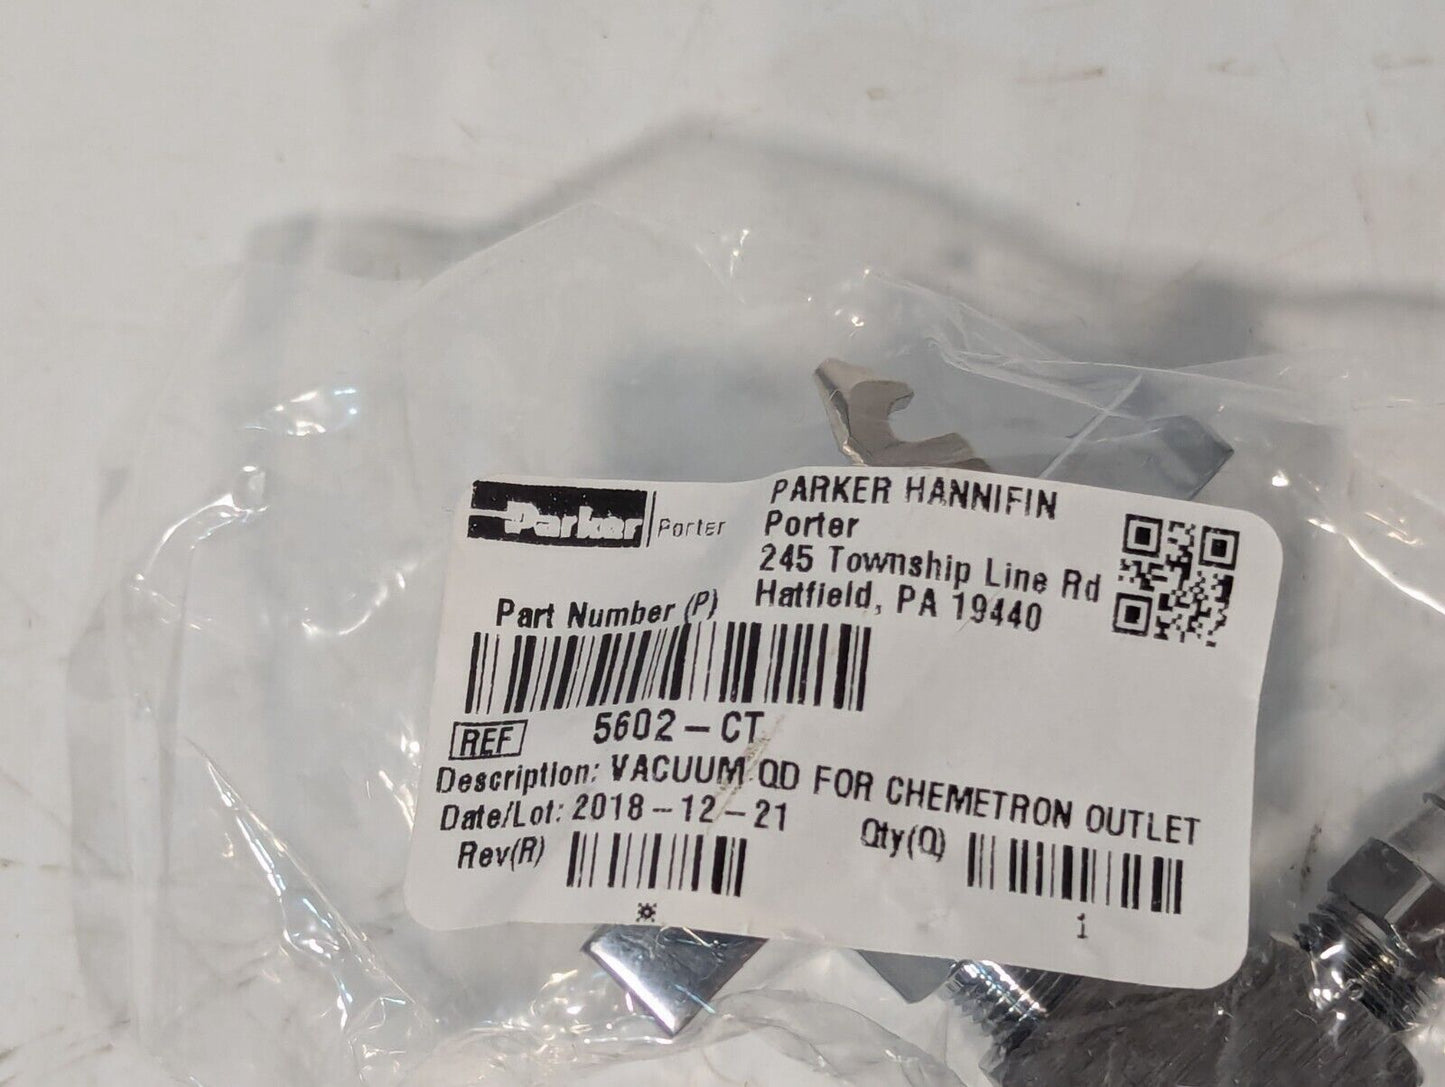 Parker Porter
PARKER HANNIFIN
Porter
245 Township Line Rd
Hatfield, PA 19440
Part Number (P)
REF 5602-CT
Description: VACUUM QD FOR CHEMETRON OUTLET
Date/Lot: 2018-12-21
Rev(R) Qty(Q)
* 1